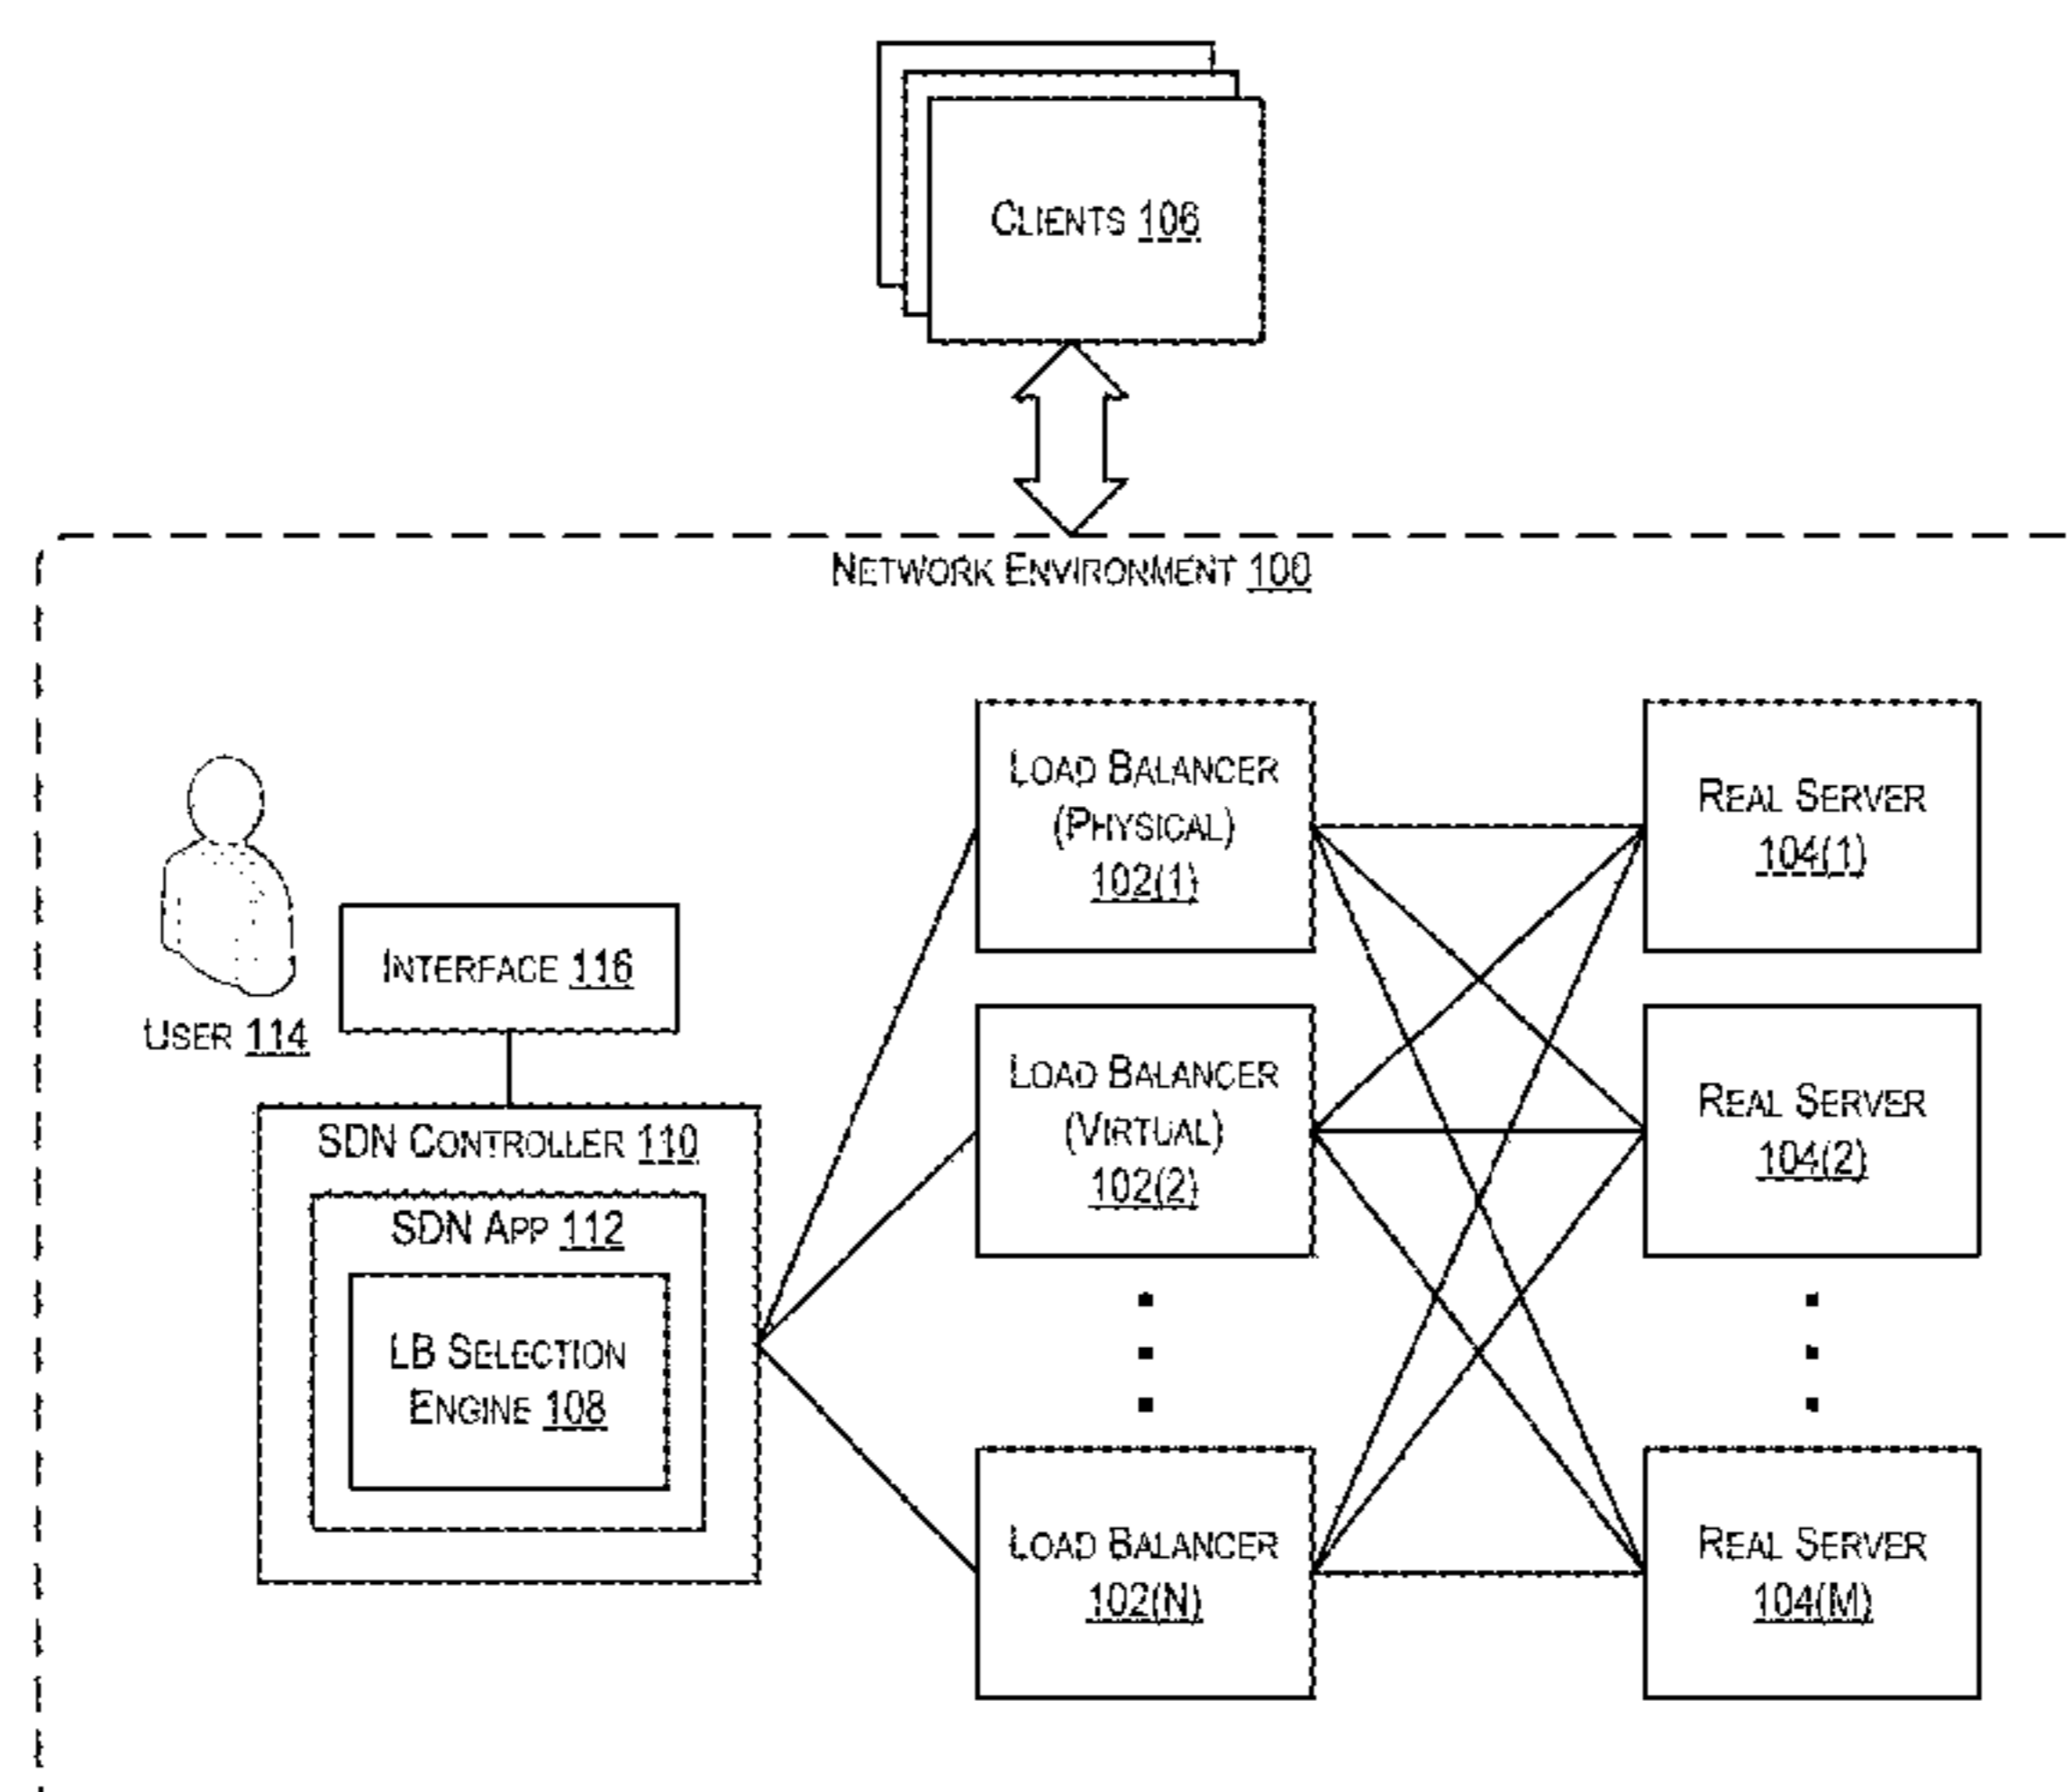 CLIENTS 106
NETWORK ENVIRONMENT 100
LOAD BALANCER
(PHYSICAL)
102(1)
REAL SERVER
104(1)
INTERFACE 116
USER 114
LOAD BALANCER
(VIRTUAL)
102(2)
REAL SERVER
104(2)
SDN CONTROLLER 110
SDN APP 112
LB SELECTION
ENGINE 108
LOAD BALANCER
102(N)
REAL SERVER
104(M)